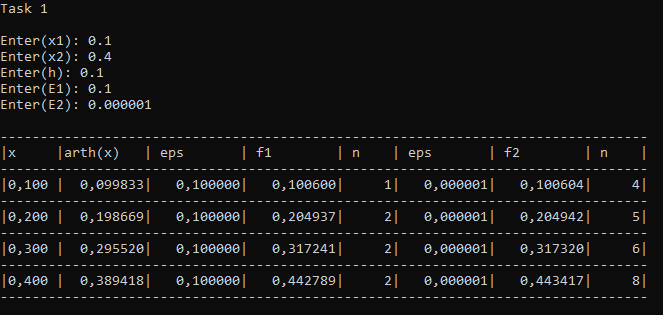 Task 1
Enter(x1): 0.1
Enter(x2): 0.4
Enter(h): 0.1
Enter(E1): 0.1
Enter(E2): 0.000001
--------------------------------------------------------------------------------
|x    |arth(x)   | eps      | f1         | n    | eps       | f2        | n    |
--------------------------------------------------------------------------------
|0,100 |  0,099833|   0,100000|   0,100600|     1|   0,000001|   0,100604|     4|
--------------------------------------------------------------------------------
|0,200 |  0,198669|   0,100000|   0,204937|     2|   0,000001|   0,204942|     5|
--------------------------------------------------------------------------------
|0,300 |  0,295520|   0,100000|   0,317241|     2|   0,000001|   0,317320|     6|
--------------------------------------------------------------------------------
|0,400 |  0,389418|   0,100000|   0,442789|     2|   0,000001|   0,443417|     8|
--------------------------------------------------------------------------------